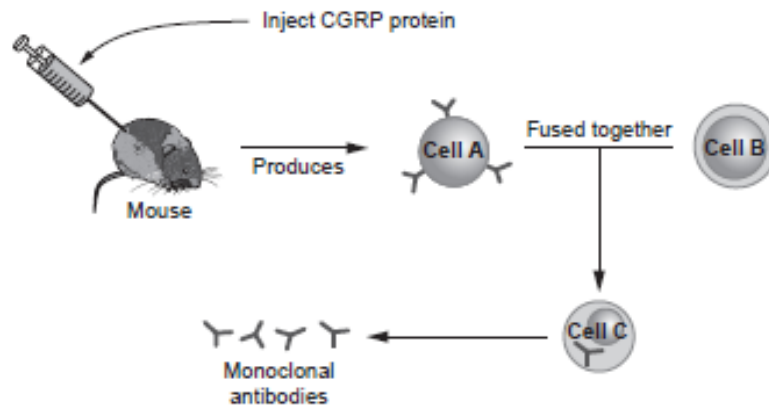 Inject CGRP protein
Cell A
Fused together
Cell B
Produces
Mouse
Cell C
Monoclonal
antibodies